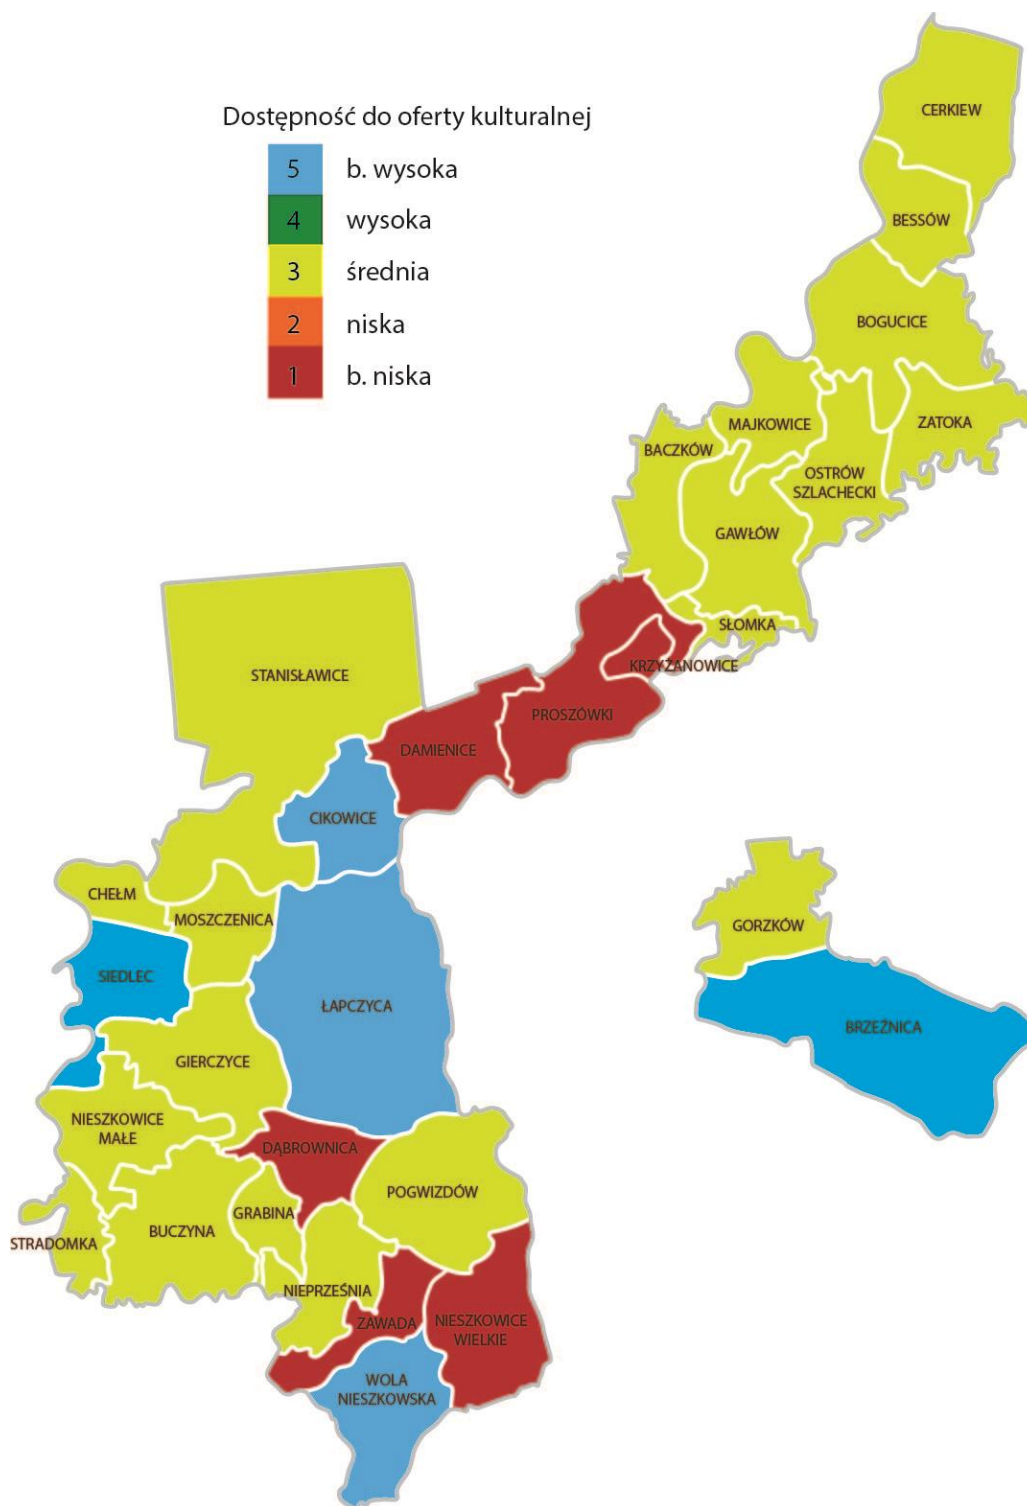 Dostępność do oferty kulturalnej
5 b. wysoka
4 wysoka
3 średnia
2 niska
1 b. niska
CERKIEW
BESSÓW
BOGUCICE
ZATOKA
MAJKOWICE
BACZKÓW
OSTRÓW
SZLACHECKI
GAWŁÓW
SŁOMKA
KRZYŻANOWICE
STANISŁAWICE
PROSZÓWKI
DAMIENICE
CIKOWICE
CHEŁM
MOSZCZENICA
GORZKÓW
SIEDLEC
ŁAPCZYCA
BRZEŹNICA
GIERCZYCE
NIESZKOWICE
MAŁE
DĄBROWNICA
POGWIZDÓW
GRABINA
BUCZYNA
STRADOMKA
NIEPRZEŚNIA
ZAWADA
NIESZKOWICE
WIELKIE
WOLA
NIESZKOWSKA